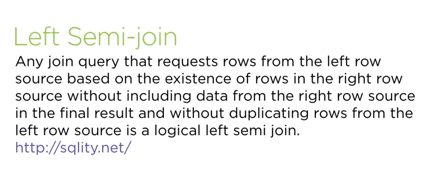 Left Semi-join
Any join query that requests rows from the left row
source based on the existence of rows in the right row
source without including data from the right row source
in the final result and without duplicating rows from the
left row source is a logical left semi join.
http://sqlity.net/